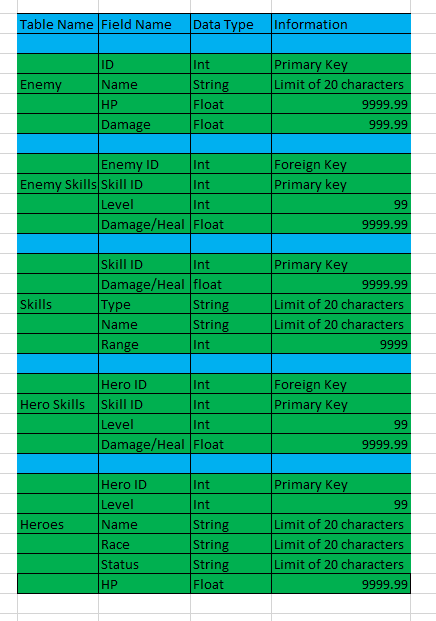 Table Name Field Name Data Type Information
ID Int Primary Key
Enemy Name String Limit of 20 characters
HP Float 9999.99
Damage Float 999.99
Enemy ID Int Foreign Key
Enemy Skills Skill ID Int Primary key
Level Int 99
Damage/Heal Float 9999.99
Skill ID Int Primary Key
Damage/Heal float 9999.99
Skills Type String Limit of 20 characters
Name String Limit of 20 characters
Range Int 9999
Hero ID Int Foreign Key
Hero Skills Skill ID Int Primary Key
Level Int 99
Damage/Heal Float 9999.99
Hero ID Int Primary Key
Level Int 99
Heroes Name String Limit of 20 characters
Race String Limit of 20 characters
Status String Limit of 20 characters
HP Float 9999.99